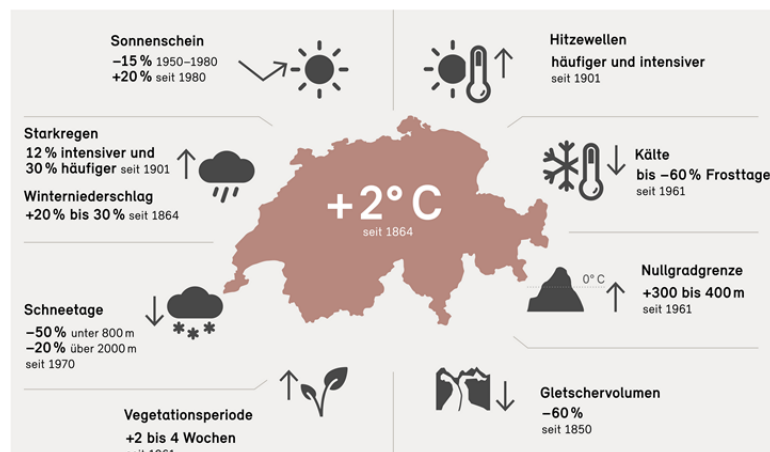 Sonnenschein
–15 % 1950–1980
+20 % seit 1980
Hitzewellen
häufiger und intensiver
seit 1901
Starkregen
12 % intensiver und
30 % häufiger seit 1901
Winterniederschlag
+20 % bis 30 % seit 1864
+2° C
seit 1864
Kälte
bis –60 % Frosttage
seit 1961
0° C
Nullgradgrenze
+300 bis 400 m
seit 1961
Schneetage
–50 % unter 800 m
–20 % über 2000 m
seit 1970
Vegetationsperiode
+2 bis 4 Wochen
Gletschervolumen
–60 %
seit 1850